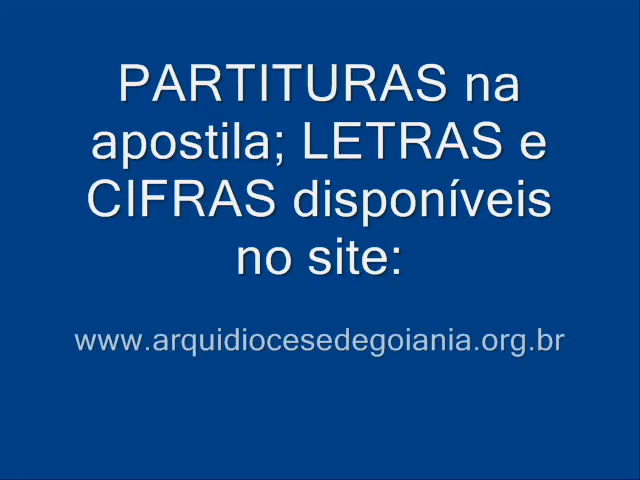 PARTITURAS na
apostila; LETRAS e
CIFRAS disponíveis
no site:
www.arquidiocesedegoiania.org.br